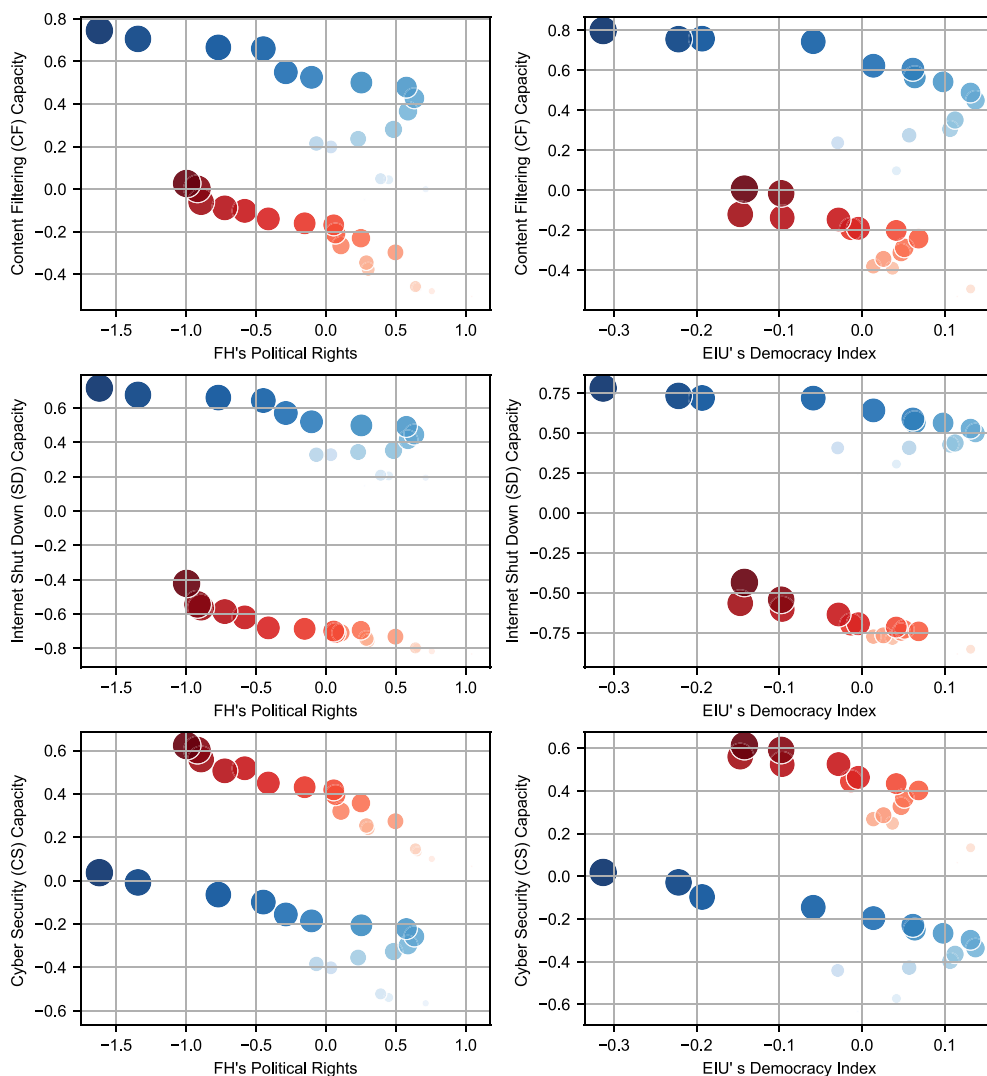 0.8
0.6
0.4
0.2
0.0
−0.2
−0.4
Content Filtering (CF) Capacity
−1.5 −1.0 −0.5 0.0 0.5 1.0
FH's Political Rights
0.8
0.6
0.4
0.2
0.0
−0.2
−0.4
Content Filtering (CF) Capacity
−0.3 −0.2 −0.1 0.0 0.1
EIU' s Democracy Index
0.6
0.4
0.2
0.0
−0.2
−0.4
−0.6
−0.8
Internet Shut Down (SD) Capacity
−1.5 −1.0 −0.5 0.0 0.5 1.0
FH's Political Rights
0.75
0.50
0.25
0.00
−0.25
−0.50
−0.75
Internet Shut Down (SD) Capacity
−0.3 −0.2 −0.1 0.0 0.1
EIU' s Democracy Index
0.6
0.4
0.2
0.0
−0.2
−0.4
−0.6
Cyber Security (CS) Capacity
−1.5 −1.0 −0.5 0.0 0.5 1.0
FH's Political Rights
0.6
0.4
0.2
0.0
−0.2
−0.4
−0.6
Cyber Security (CS) Capacity
−0.3 −0.2 −0.1 0.0 0.1
EIU' s Democracy Index